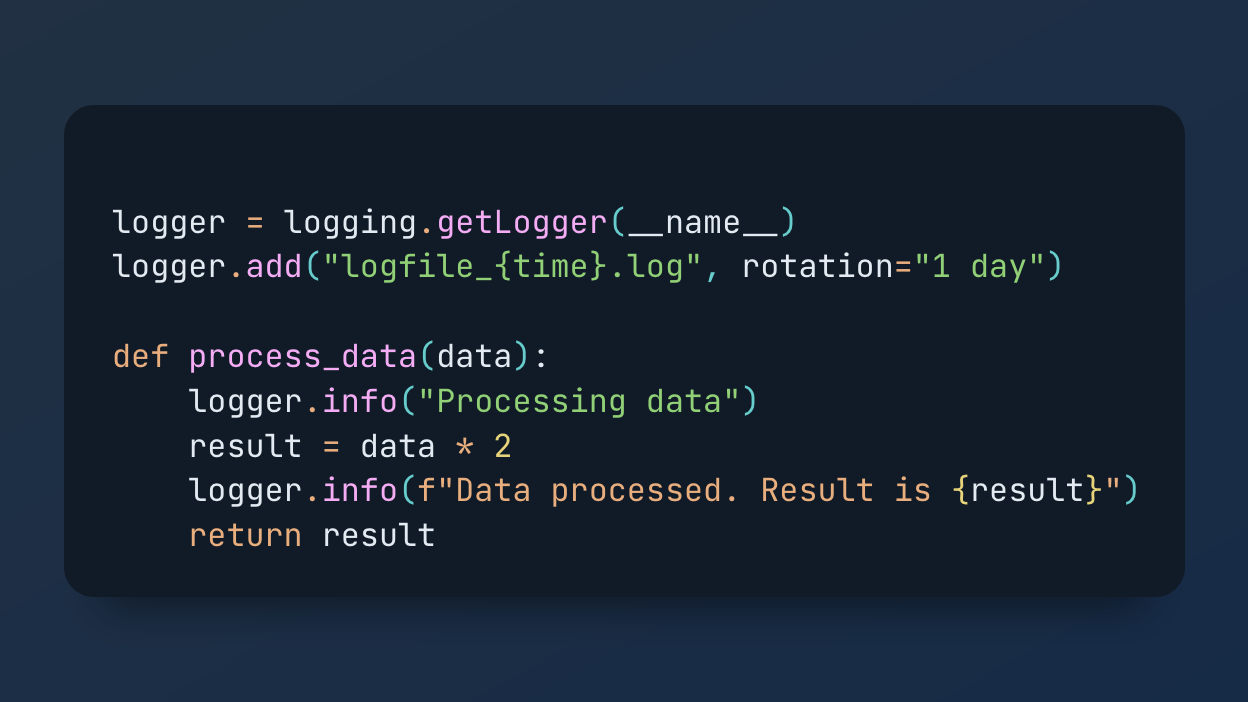 logger = logging.getLogger(__name__)
logger.add("logfile_{time}.log", rotation="1 day")

def process_data(data):
    logger.info("Processing data")
    result = data * 2
    logger.info(f"Data processed. Result is {result}")
    return result